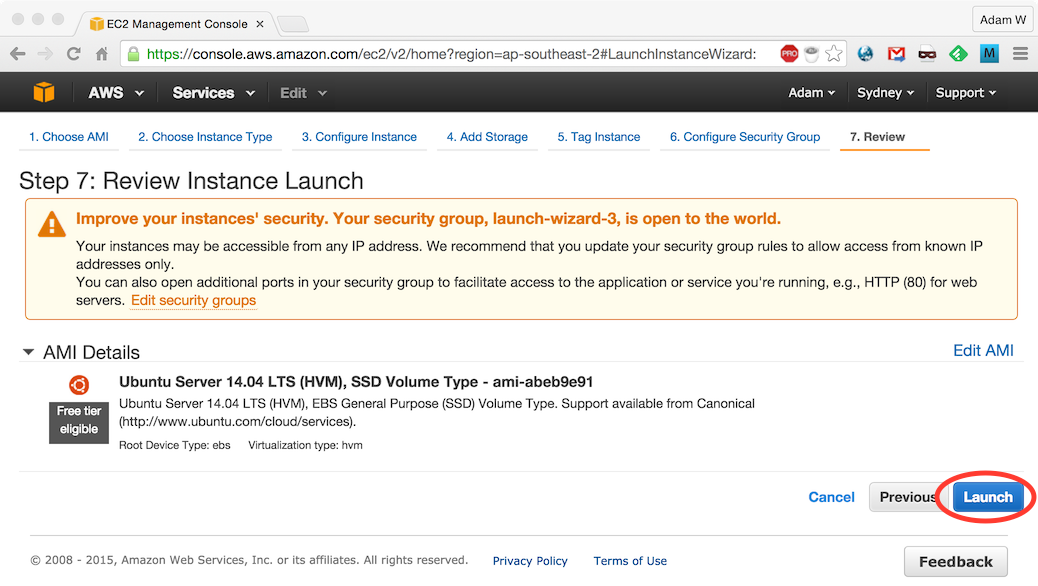 EC2 Management Console
Adam W
https://console.aws.amazon.com/ec2/v2/home?region=ap-southeast-2#LaunchInstanceWizard:
PRO
M
AWS Services Edit Adam Sydney Support
1. Choose AMI 2. Choose Instance Type 3. Configure Instance 4. Add Storage 5. Tag Instance 6. Configure Security Group 7. Review
Step 7: Review Instance Launch
Improve your instances' security. Your security group, launch-wizard-3, is open to the world.
Your instances may be accessible from any IP address. We recommend that you update your security group rules to allow access from known IP
addresses only.
You can also open additional ports in your security group to facilitate access to the application or service you're running, e.g., HTTP (80) for web
servers. Edit security groups
AMI Details Edit AMI
Ubuntu Server 14.04 LTS (HVM), SSD Volume Type - ami-abeb9e91
Free tier
eligible
Ubuntu Server 14.04 LTS (HVM), EBS General Purpose (SSD) Volume Type. Support available from Canonical
(http://www.ubuntu.com/cloud/services).
Root Device Type: ebs Virtualization type: hvm
Cancel Previous Launch
© 2008 - 2015, Amazon Web Services, Inc. or its affiliates. All rights reserved. Privacy Policy Terms of Use Feedback